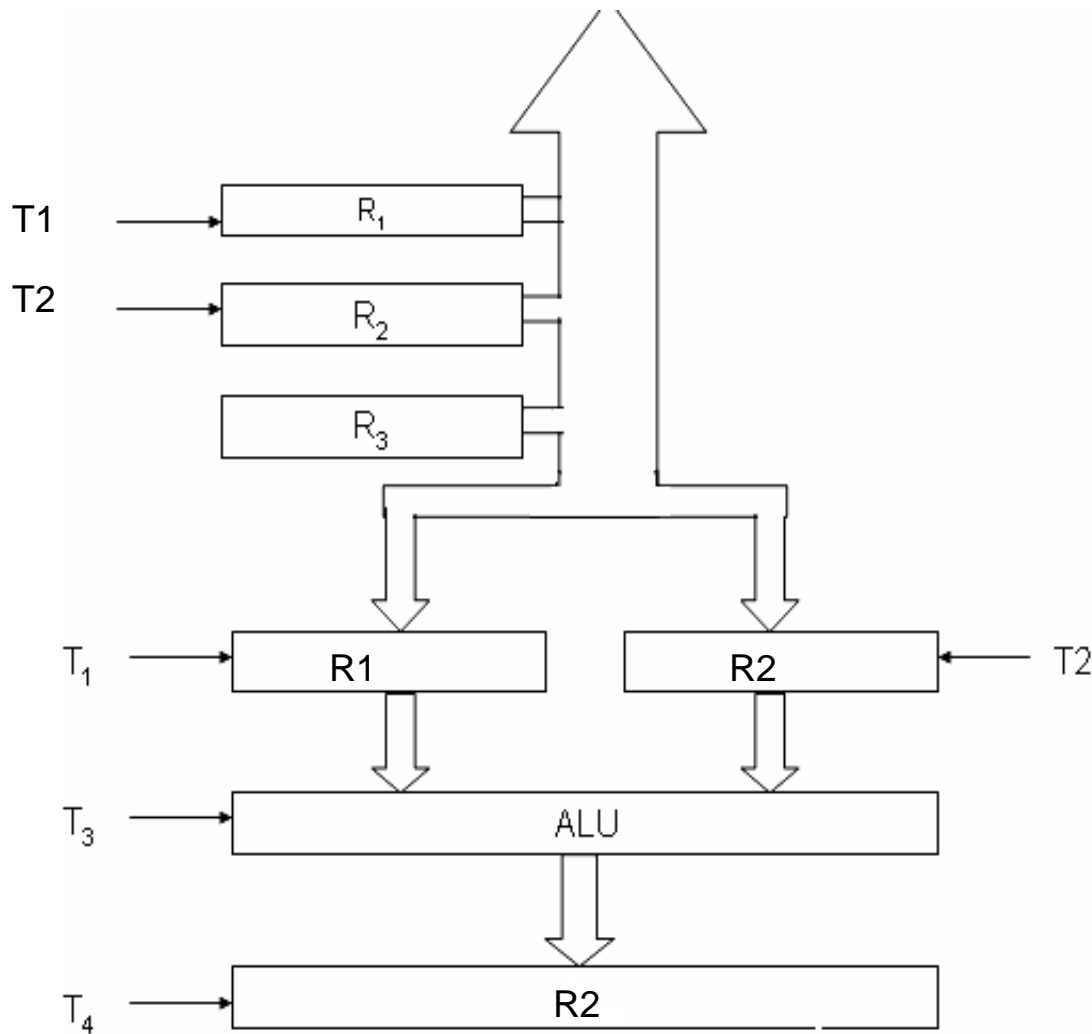 R₁
T1
T2
R₂
R₃
T₁ R1 R2 T2
T₃ ALU
T₄ R2